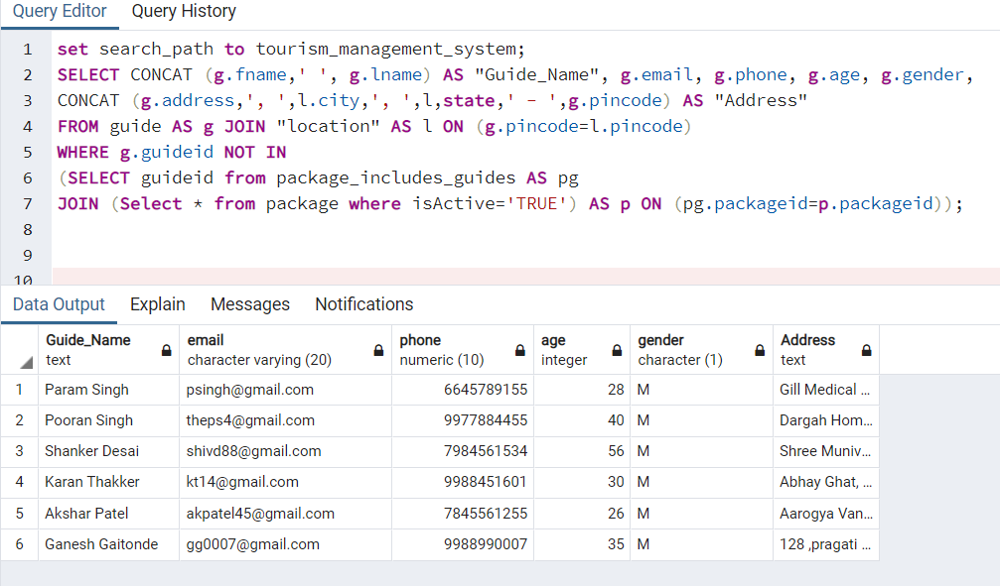 Query Editor Query History
1 set search_path to tourism_management_system;
2 SELECT CONCAT (g.fname,' ', g.lname) AS "Guide_Name", g.email, g.phone, g.age, g.gender,
3 CONCAT (g.address,', ',l.city,', ',l,state,' - ',g.pincode) AS "Address"
4 FROM guide AS g JOIN "location" AS l ON (g.pincode=l.pincode)
5 WHERE g.guideid NOT IN
6 (SELECT guideid from package_includes_guides AS pg
7 JOIN (Select * from package where isActive='TRUE') AS p ON (pg.packageid=p.packageid));
8
9
10
Data Output Explain Messages Notifications
Guide_Name email phone age gender Address
text character varying (20) numeric (10) integer character (1) text
1 Param Singh psingh@gmail.com 6645789155 28 M Gill Medical ...
2 Pooran Singh theps4@gmail.com 9977884455 40 M Dargah Hom...
3 Shanker Desai shivd88@gmail.com 7984561534 56 M Shree Muniv...
4 Karan Thakker kt14@gmail.com 9988451601 30 M Abhay Ghat, ...
5 Akshar Patel akpatel45@gmail.com 7845561255 26 M Aarogya Van...
6 Ganesh Gaitonde gg0007@gmail.com 9988990007 35 M 128 ,pragati ...